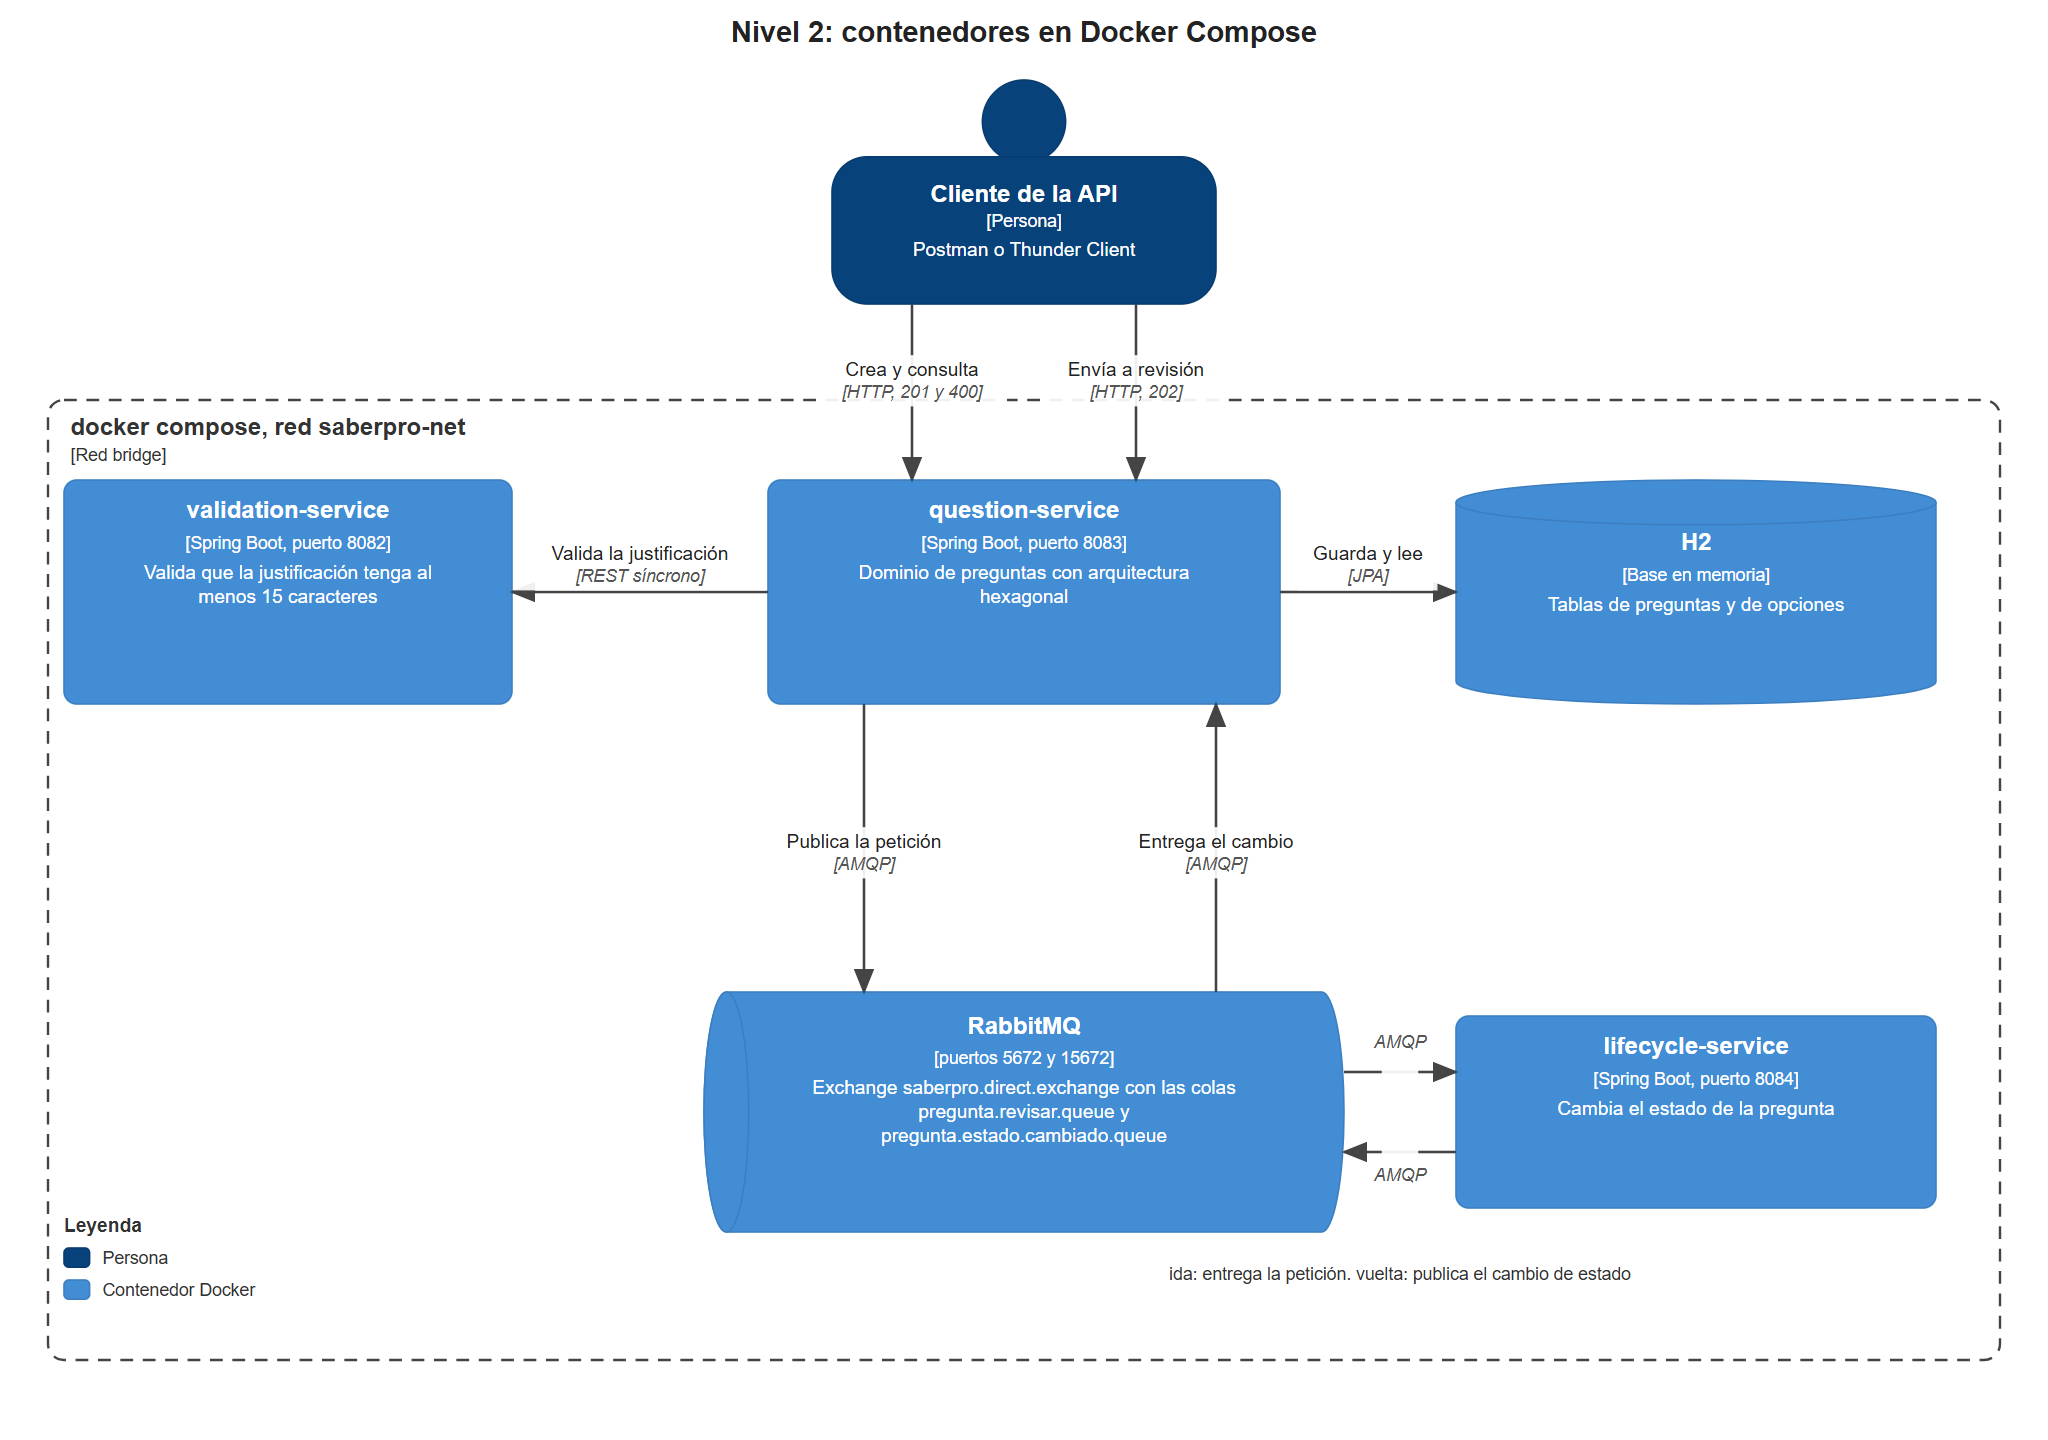 Nivel 2: contenedores en Docker Compose
Cliente de la API
[Persona]
Postman o Thunder Client
Crea y consulta
[HTTP, 201 y 400]
Envía a revisión
[HTTP, 202]
docker compose, red saberpro-net
[Red bridge]
validation-service
[Spring Boot, puerto 8082]
Valida que la justificación tenga al
menos 15 caracteres
Valida la justificación
[REST síncrono]
question-service
[Spring Boot, puerto 8083]
Dominio de preguntas con arquitectura
hexagonal
Guarda y lee
[JPA]
H2
[Base en memoria]
Tablas de preguntas y de opciones
Publica la petición
[AMQP]
Entrega el cambio
[AMQP]
RabbitMQ
[puertos 5672 y 15672]
Exchange saberpro.direct.exchange con las colas
pregunta.revisar.queue y
pregunta.estado.cambiado.queue
AMQP
AMQP
lifecycle-service
[Spring Boot, puerto 8084]
Cambia el estado de la pregunta
Leyenda
Persona
Contenedor Docker
ida: entrega la petición. vuelta: publica el cambio de estado